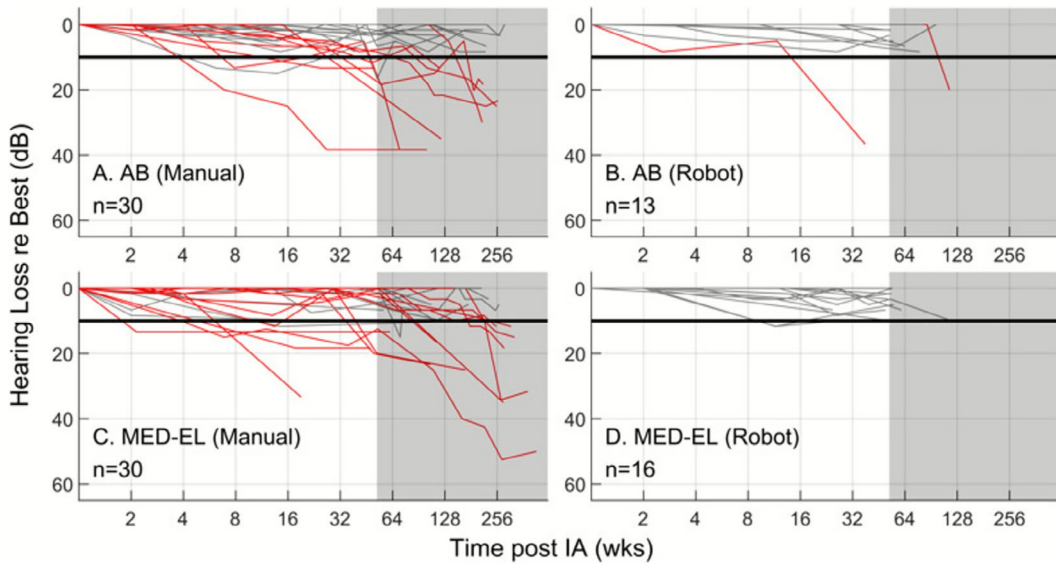 Hearing Loss re Best (dB)
0
20
40
60
A. AB (Manual)
n=30
2 4 8 16 32 64 128 256
0
20
40
60
B. AB (Robot)
n=13
2 4 8 16 32 64 128 256
0
20
40
60
C. MED-EL (Manual)
n=30
2 4 8 16 32 64 128 256
0
20
40
60
D. MED-EL (Robot)
n=16
2 4 8 16 32 64 128 256
Time post IA (wks)